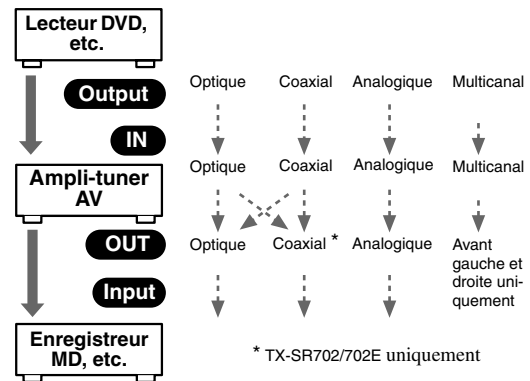 Lecteur DVD,
etc.
Output
Optique Coaxial Analogique Multicanal
IN
Ampli-tuner
AV
Optique Coaxial Analogique Multicanal
OUT
Optique Coaxial * Analogique Avant
gauche et
droite uni-
quement
Input
Enregistreur
MD, etc.
* TX-SR702/702E uniquement